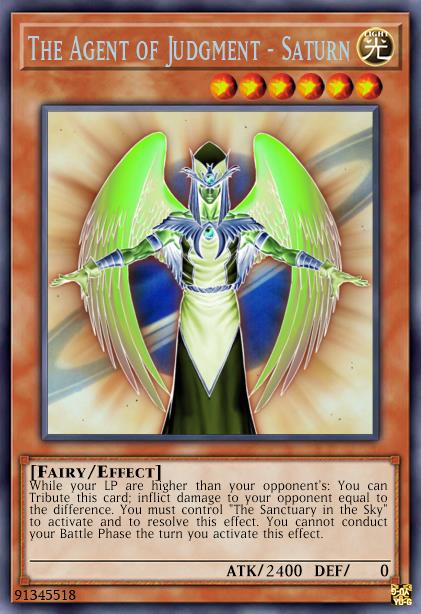 The Agent of Judgment - Saturn
LIGHT
光
[Fairy/Effect]
While your LP are higher than your opponent's: You can
Tribute this card; inflict damage to your opponent equal to
the difference. You must control "The Sanctuary in the Sky"
to activate and to resolve this effect. You cannot conduct
your Battle Phase the turn you activate this effect.
ATK/2400 DEF/ 0
91345518